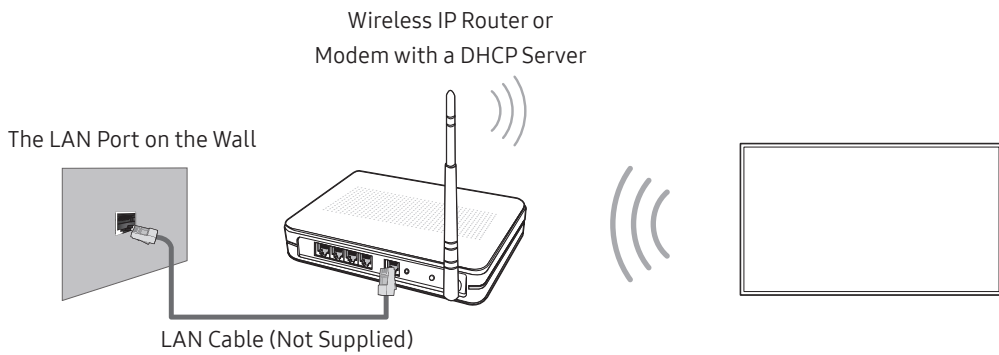 Wireless IP Router or
Modem with a DHCP Server
The LAN Port on the Wall
LAN Cable (Not Supplied)